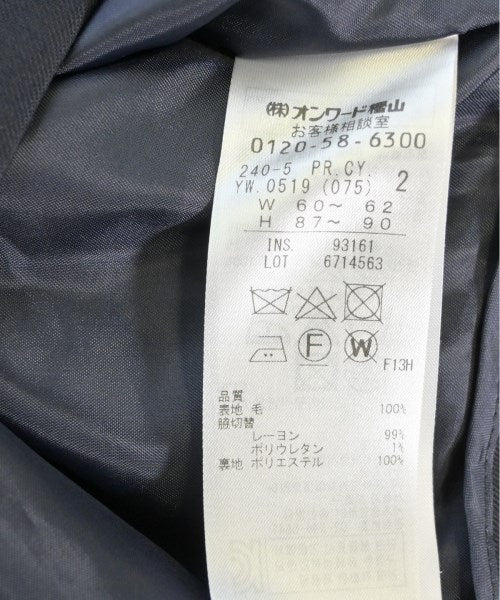 (株)オンワード樫山
お客様相談室
0120-58-6300
240-5 PR.CY.
YW.0519 (075) 2
W 60～ 62
H 87～ 90
INS. 93161
LOT 6714563
F
W
F13H
品質
表地 毛 100%
脇切替
レーヨン 99%
ポリウレタン 1%
裏地 ポリエステル 100%